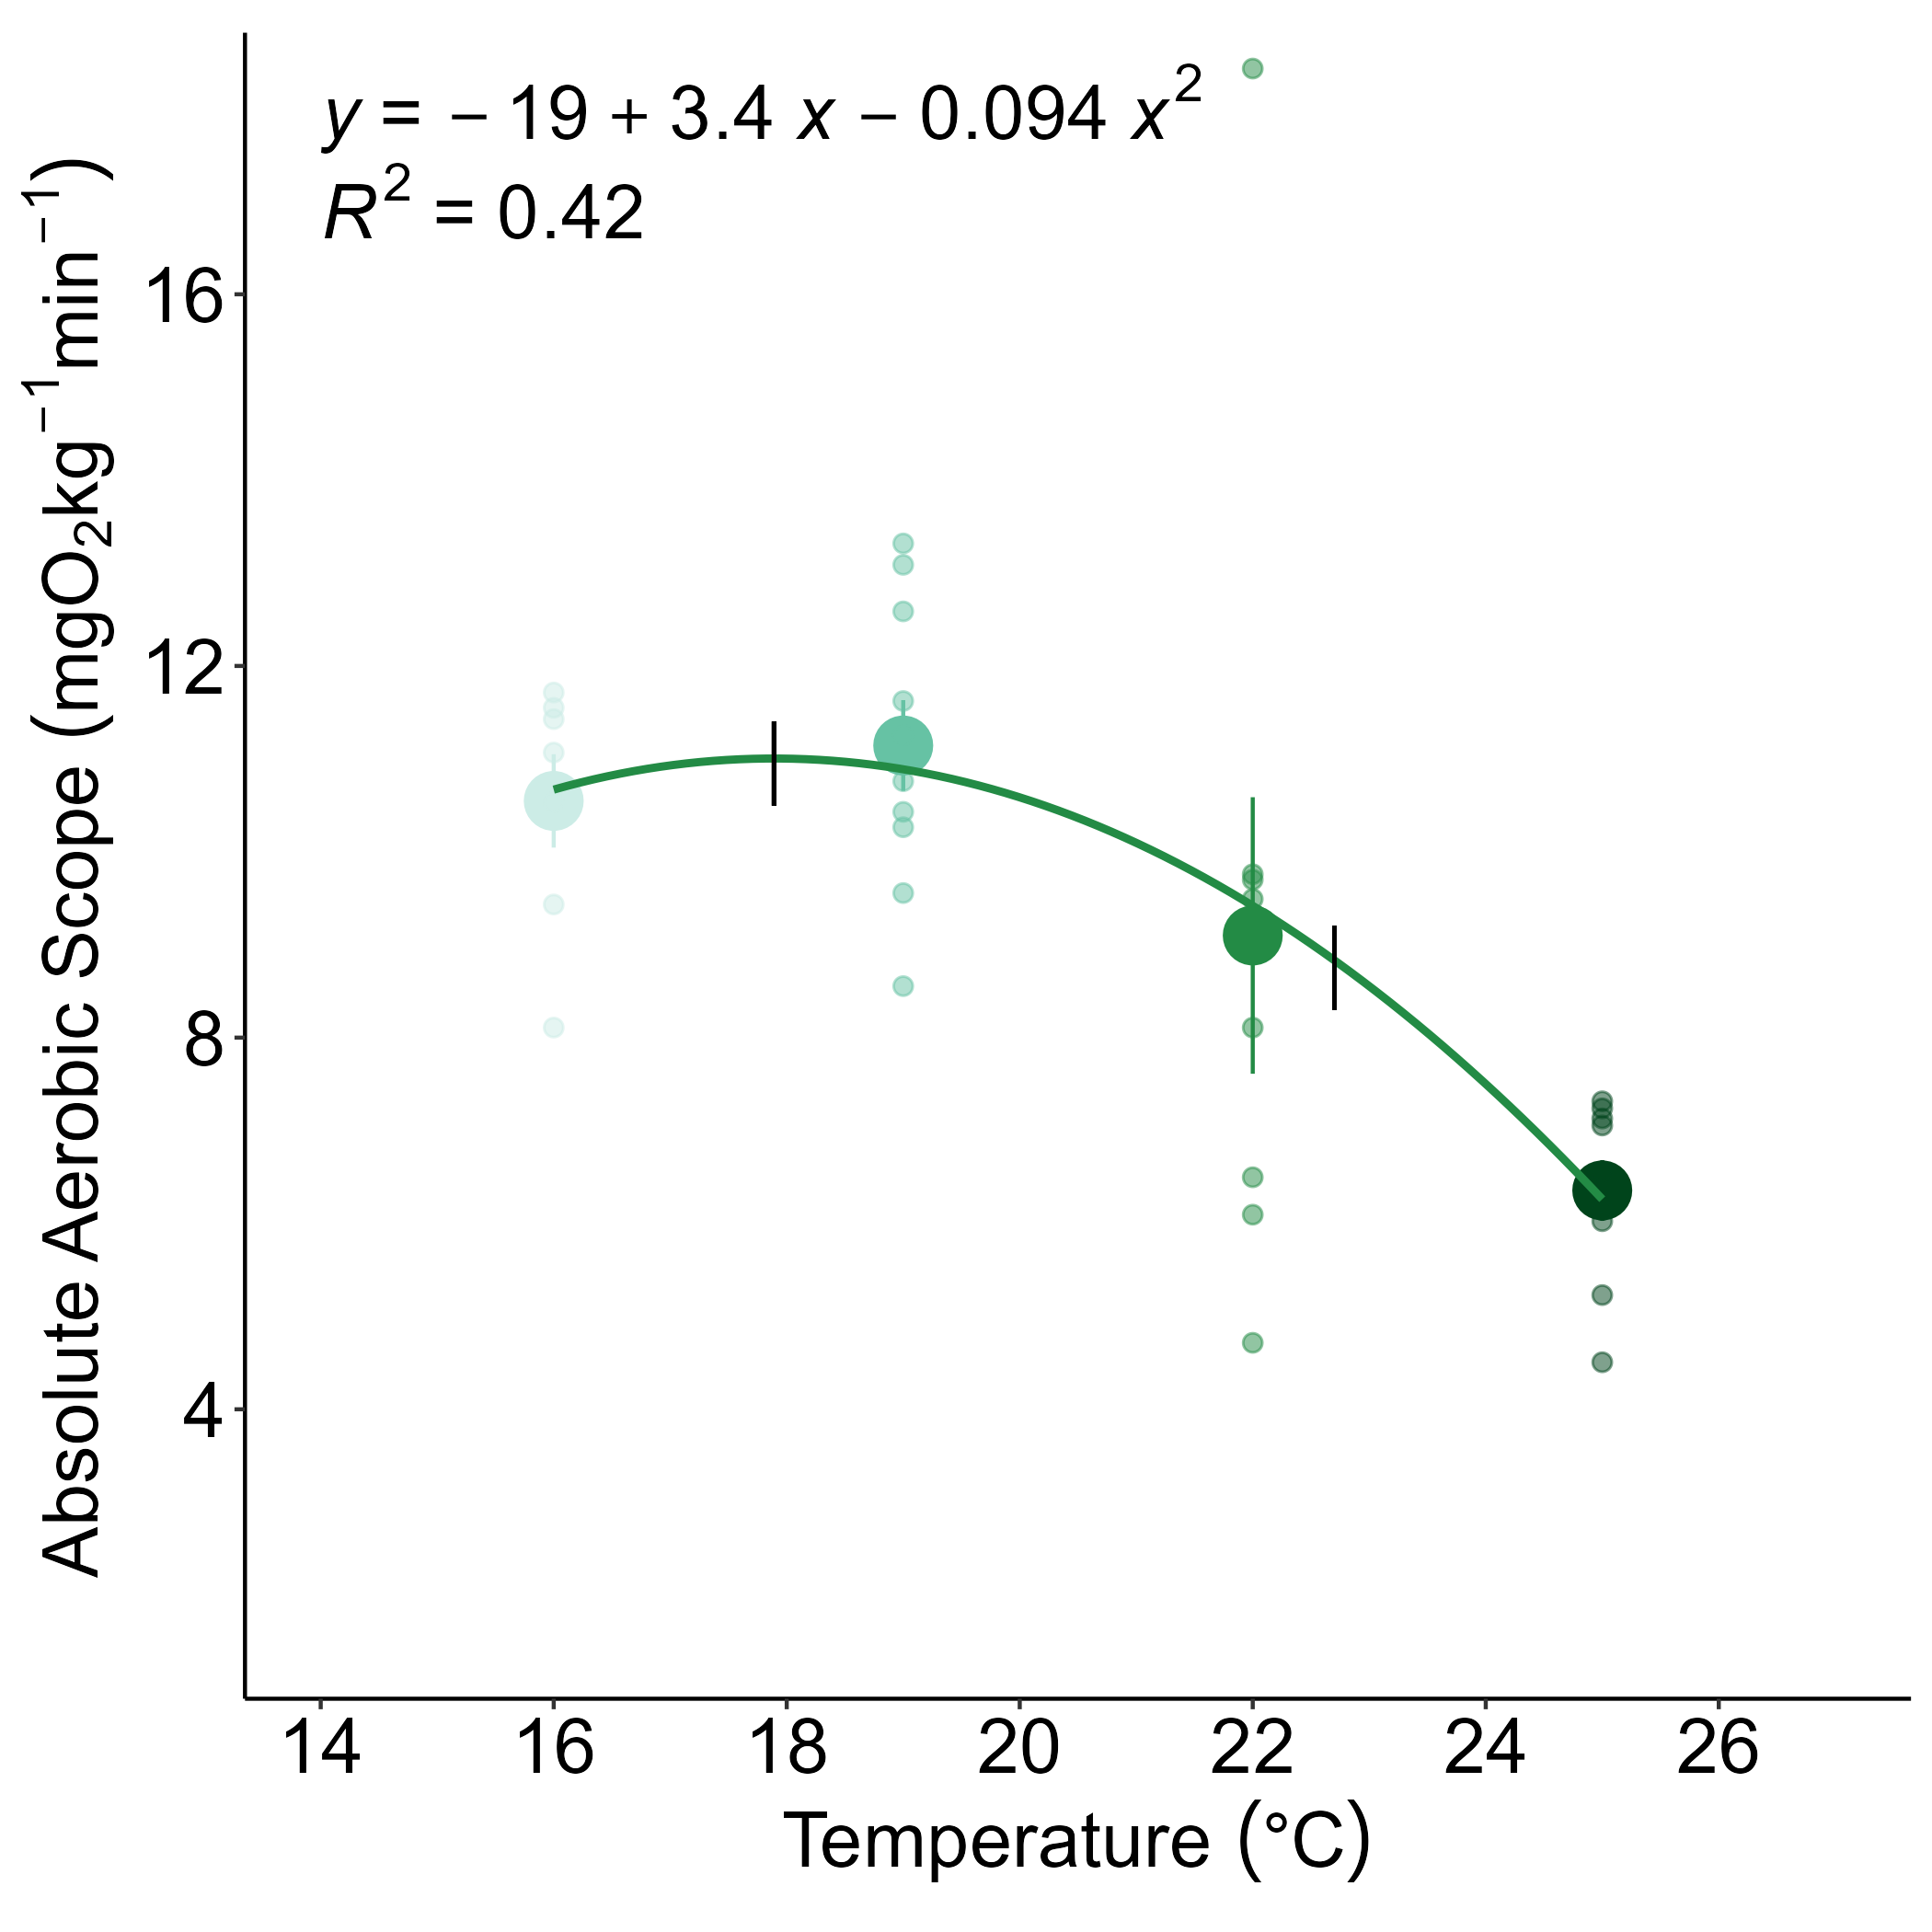 y = − 19 + 3.4 x − 0.094 x²
R² = 0.42
Absolute Aerobic Scope (mgO₂kg⁻¹min⁻¹)
16
12
8
4
14 16 18 20 22 24 26
Temperature (°C)